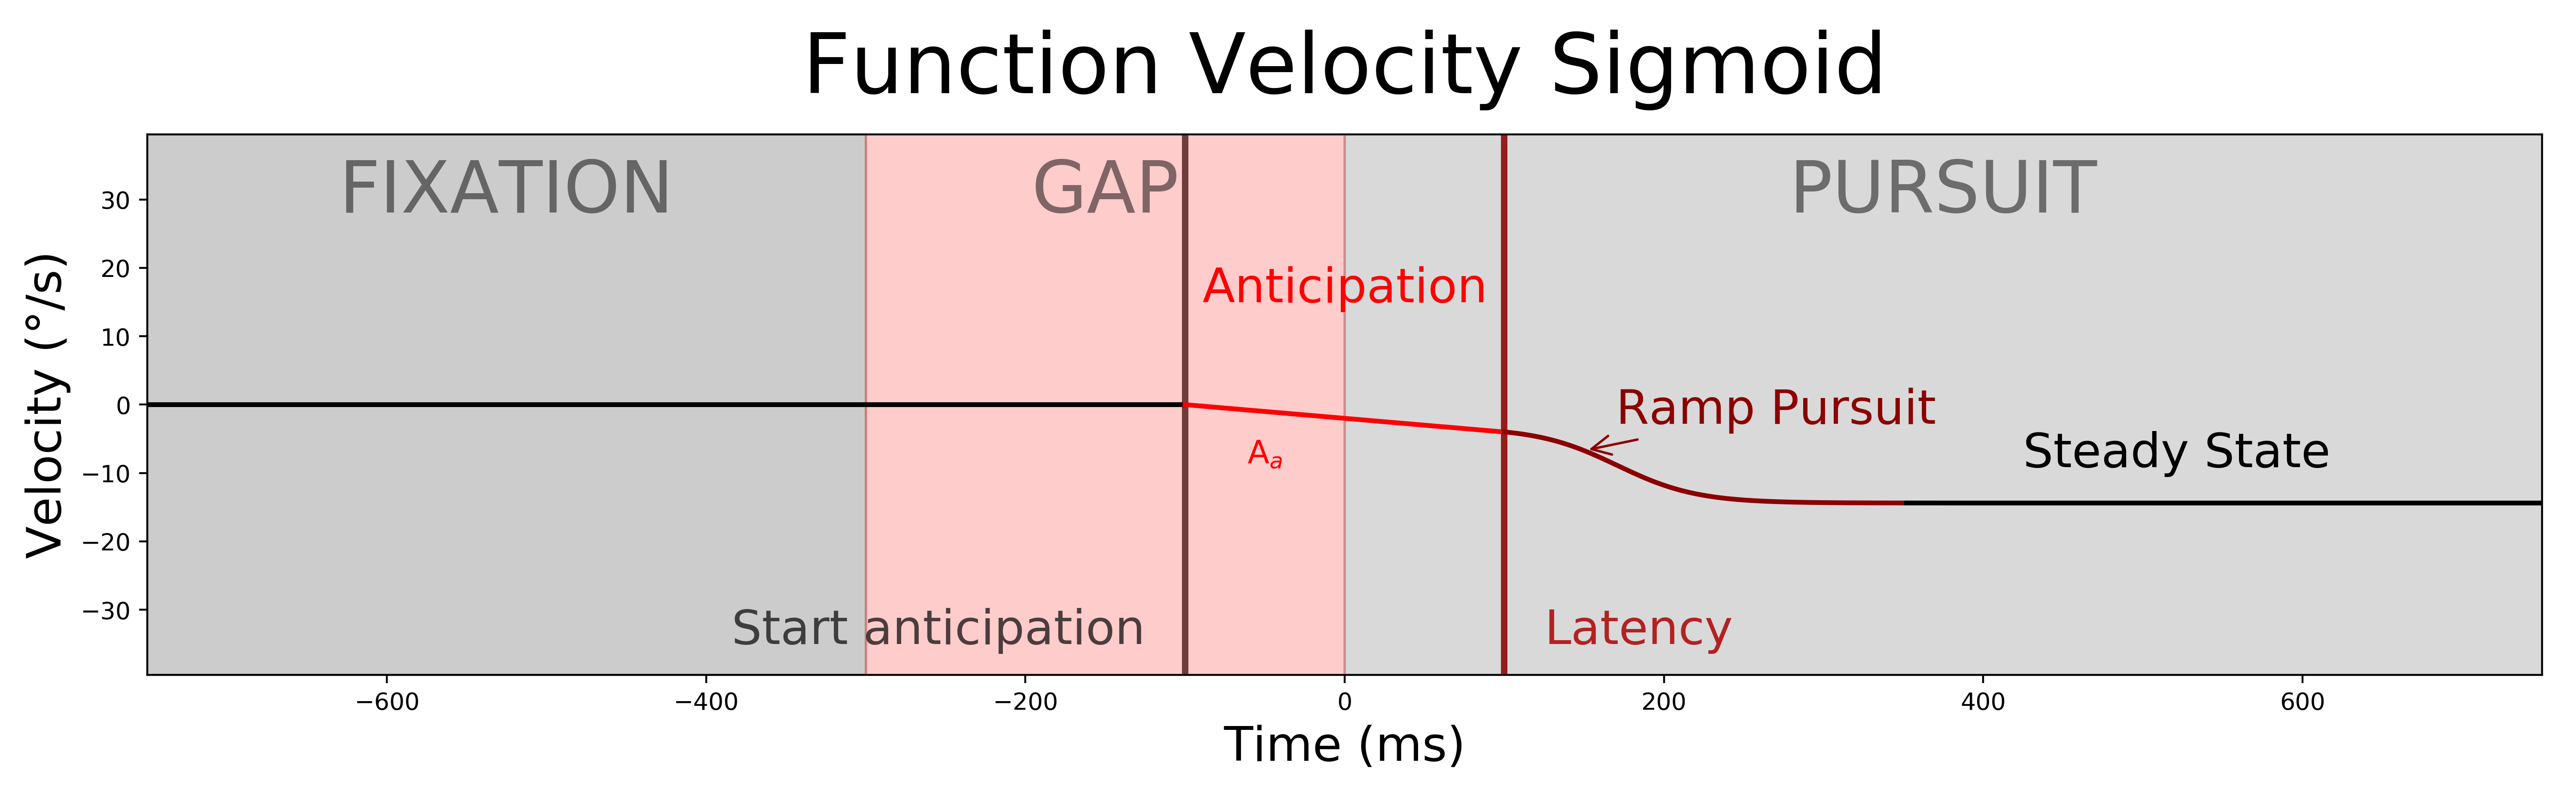 Function Velocity Sigmoid
FIXATION
GAP
PURSUIT
Anticipation
Ramp Pursuit
Steady State
Aₐ
Start anticipation
Latency
Velocity (°/s)
30
20
10
0
−10
−20
−30
−600
−400
−200
0
200
400
600
Time (ms)